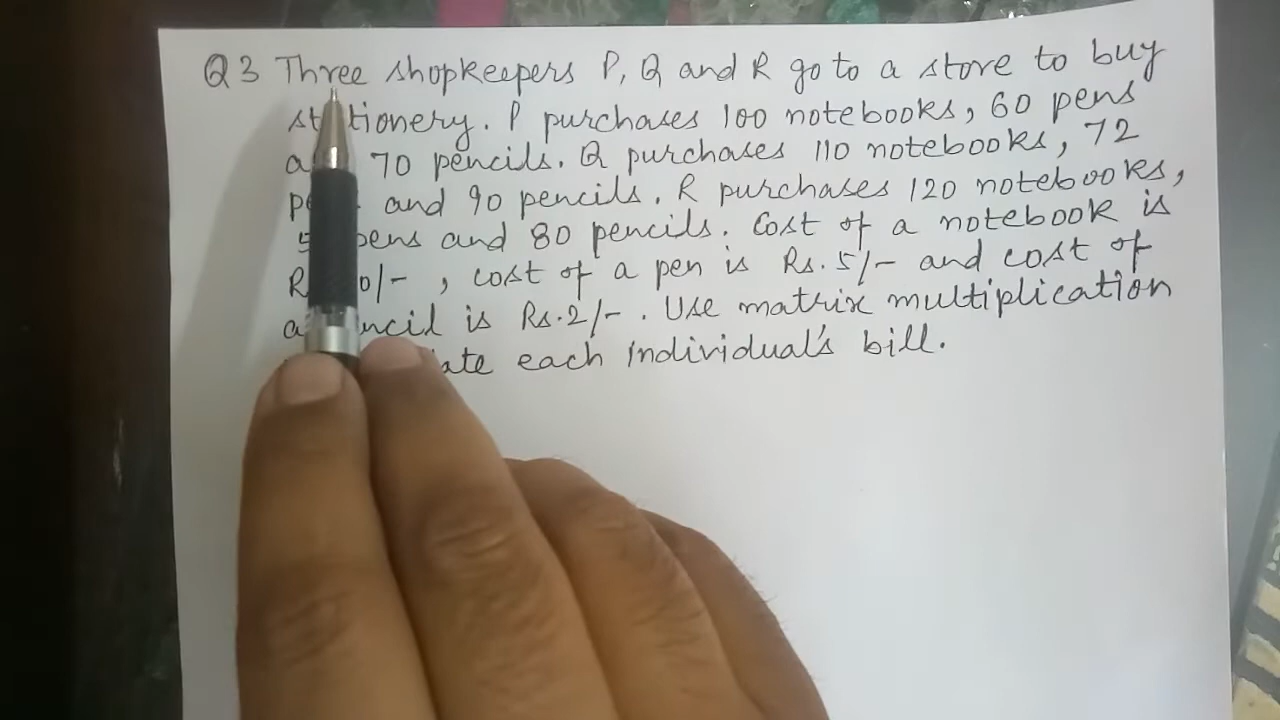 Q3 Three shopkeepers P, Q and R go to a store to buy
stationery. P purchases 100 notebooks, 60 pens
70 pencils. Q purchases 110 notebooks, 72
and 90 pencils. R purchases 120 notebooks,
pens and 80 pencils. Cost of a notebook is
, cost of a pen is Rs. 5/- and cost of
a is Rs.2/- . Use matrix multiplication
each individual's bill.